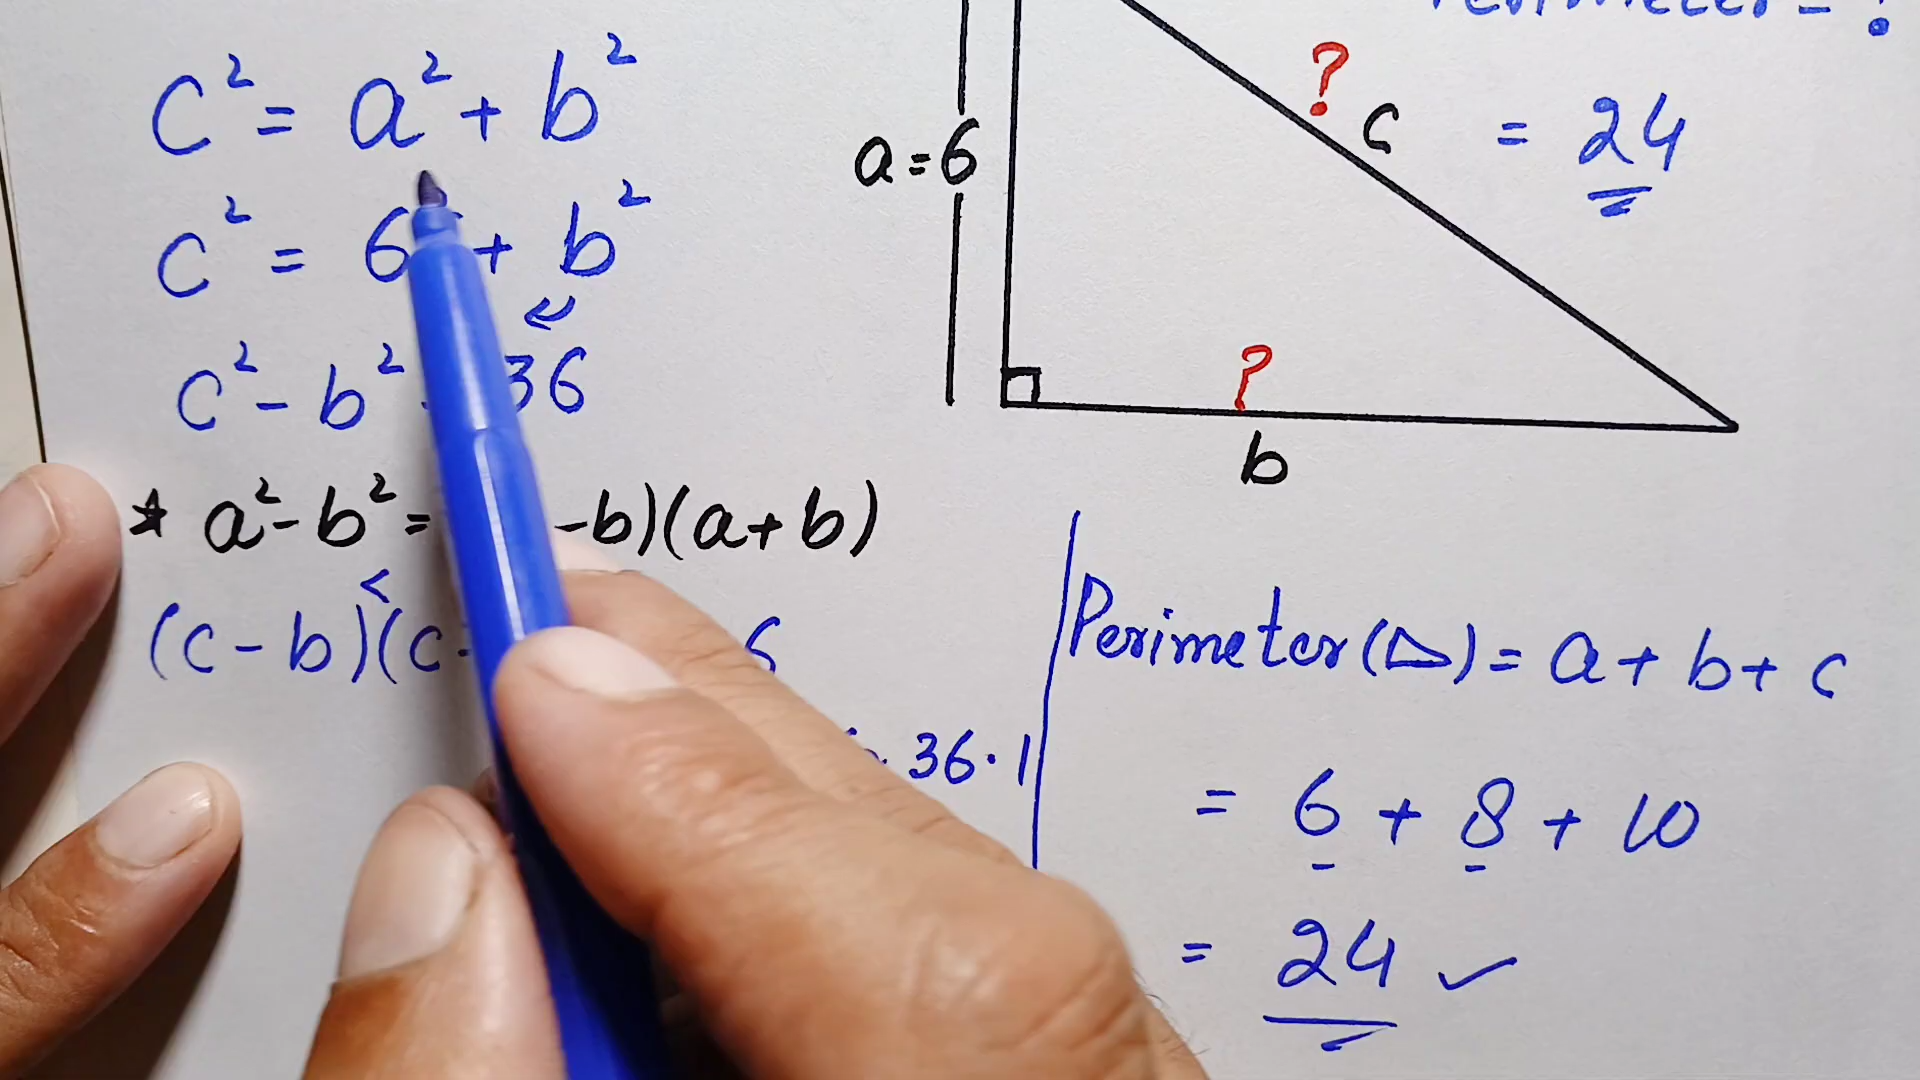 c² = a² + b²
c² = 6 + b²
c² - b² 36
* a² - b² = -b)(a + b)
(c - b)(c 6
36 · 1
a = 6
?
c
= 24
?
b
Perimeter (△) = a + b + c
= 6 + 8 + 10
= 24 ✓